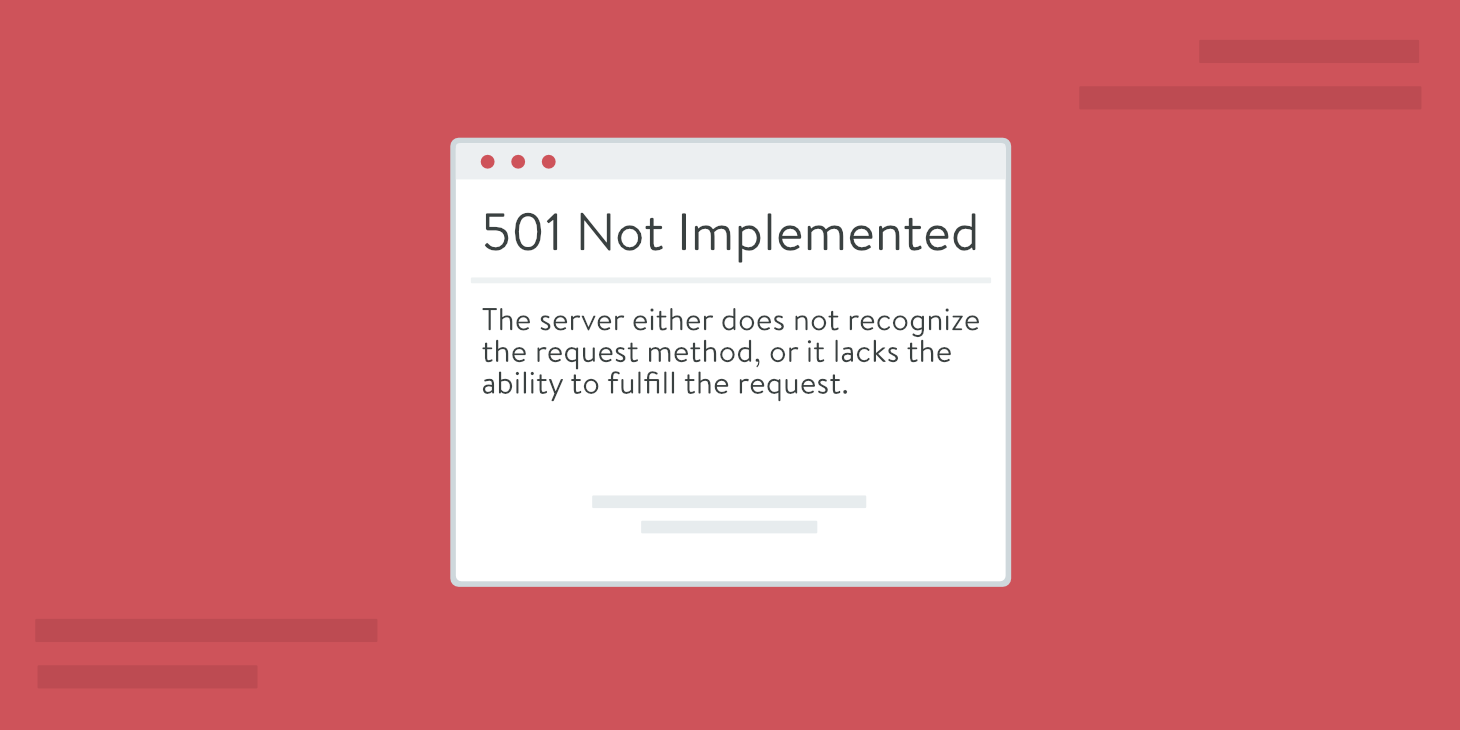 501 Not Implemented
The server either does not recognize
the request method, or it lacks the
ability to fulfill the request.